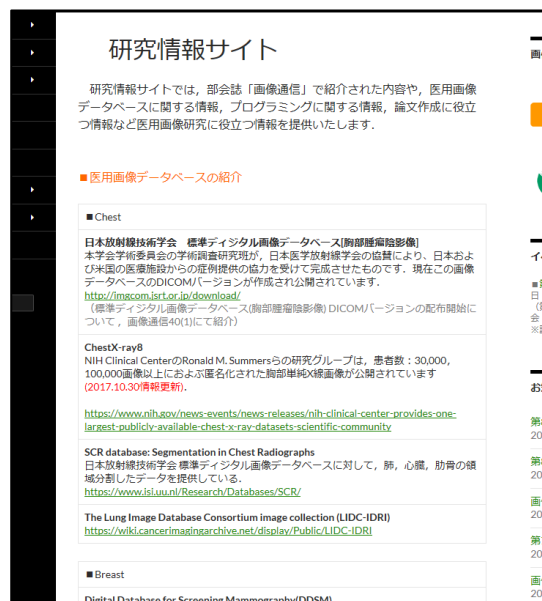 研究情報サイト
研究情報サイトでは，部会誌「画像通信」で紹介された内容や，医用画像
データベースに関する情報，プログラミングに関する情報，論文作成に役立
つ情報など医用画像研究に役立つ情報を提供いたします．
■医用画像データベースの紹介
■Chest
日本放射線技術学会　標準ディジタル画像データベース[胸部腫瘤陰影像]
本学会学術委員会の学術調査研究班が，日本医学放射線学会の協賛により、日本およ
び米国の医療施設からの症例提供の協力を受けて完成させたものです．現在この画像
データベースのDICOMバージョンが作成され公開されています．
http://imgcom.jsrt.or.jp/download/
（標準ディジタル画像データベース(胸部腫瘤陰影像) DICOMバージョンの配布開始に
ついて ，画像通信40(1)にて紹介）
ChestX-ray8
NIH Clinical CenterのRonald M. Summersらの研究グループは，患者数：30,000，
100,000画像以上におよぶ匿名化された胸部単純X線画像が公開されています
(2017.10.30情報更新)．
https://www.nih.gov/news-events/news-releases/nih-clinical-center-provides-one-
largest-publicly-available-chest-x-ray-datasets-scientific-community
SCR database: Segmentation in Chest Radiographs
日本放射線技術学会 標準ディジタル画像データベースに対して，肺，心臓，肋骨の領
域分割したデータを提供している．
https://www.isi.uu.nl/Research/Databases/SCR/
The Lung Image Database Consortium image collection (LIDC-IDRI)
https://wiki.cancerimagingarchive.net/display/Public/LIDC-IDRI
■Breast
Digital Database for Screening Mammography(DDSM)